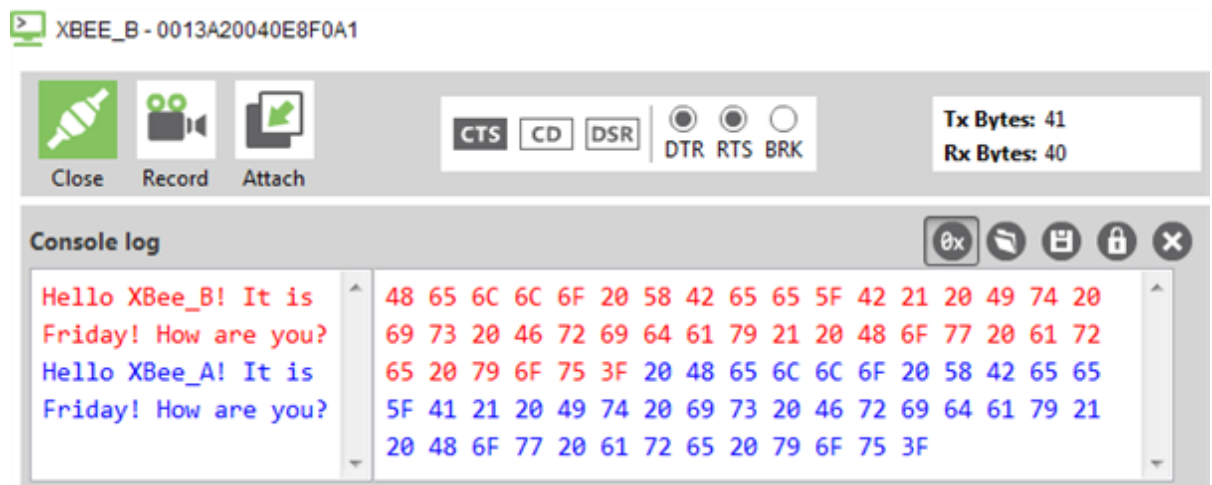 XBEE_B - 0013A20040E8F0A1
Close
Record
Attach
CTS
CD
DSR
DTR
RTS
BRK
Tx Bytes: 41
Rx Bytes: 40
Console log
0x
Hello XBee_B! It is
Friday! How are you?
Hello XBee_A! It is
Friday! How are you?
48 65 6C 6C 6F 20 58 42 65 65 5F 42 21 20 49 74 20
69 73 20 46 72 69 64 61 79 21 20 48 6F 77 20 61 72
65 20 79 6F 75 3F 20 48 65 6C 6C 6F 20 58 42 65 65
5F 41 21 20 49 74 20 69 73 20 46 72 69 64 61 79 21
20 48 6F 77 20 61 72 65 20 79 6F 75 3F